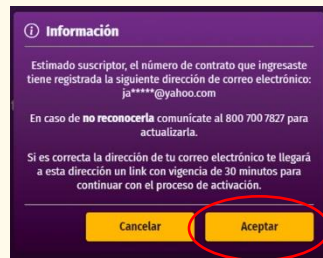 Información
Estimado suscriptor, el número de contrato que ingresaste
tiene registrada la siguiente dirección de correo electrónico:
ja*****@yahoo.com
En caso de no reconocerla comunícate al 800 700 7827 para
actualizarla.
Si es correcta la dirección de tu correo electrónico te llegará
a esta dirección un link con vigencia de 30 minutos para
continuar con el proceso de activación.
Cancelar Aceptar